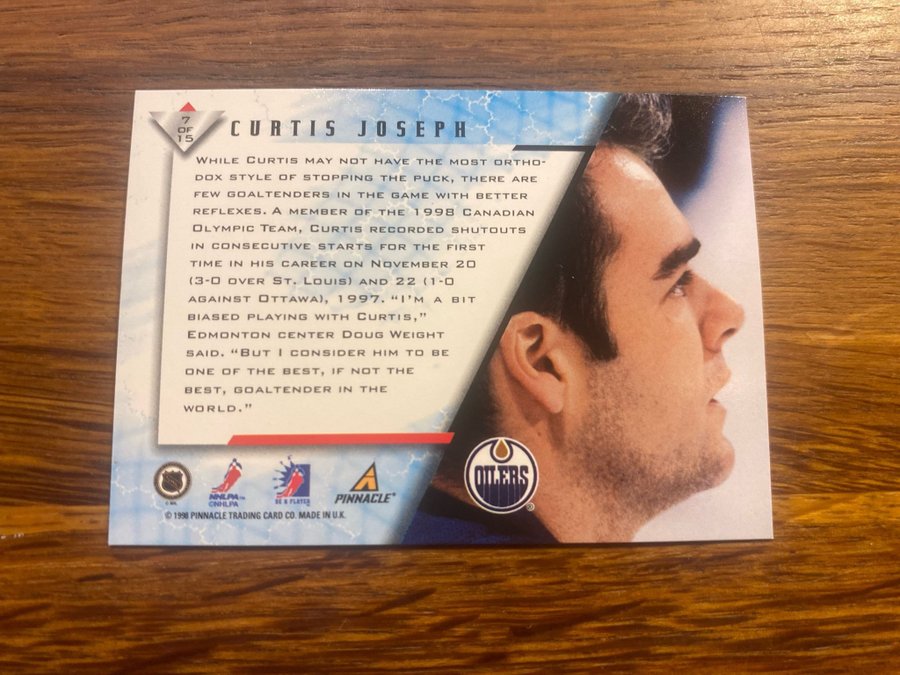 7
OF
15
CURTIS JOSEPH
WHILE CURTIS MAY NOT HAVE THE MOST ORTHO-
DOX STYLE OF STOPPING THE PUCK, THERE ARE
FEW GOALTENDERS IN THE GAME WITH BETTER
REFLEXES. A MEMBER OF THE 1998 CANADIAN
OLYMPIC TEAM, CURTIS RECORDED SHUTOUTS
IN CONSECUTIVE STARTS FOR THE FIRST
TIME IN HIS CAREER ON NOVEMBER 20
(3-0 OVER ST. LOUIS) AND 22 (1-0
AGAINST OTTAWA), 1997. "I'M A BIT
BIASED PLAYING WITH CURTIS,"
EDMONTON CENTER DOUG WEIGHT
SAID. "BUT I CONSIDER HIM TO BE
ONE OF THE BEST, IF NOT THE
BEST, GOALTENDER IN THE
WORLD."
OILERS
NHLPA™
©NHLPA
BE A PLAYER
PINNACLE®
© 1998 PINNACLE TRADING CARD CO. MADE IN U.K.